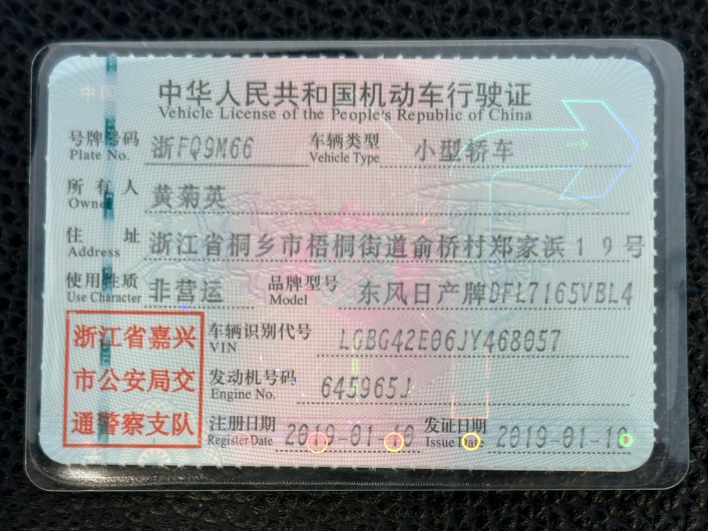 中华人民共和国机动车行驶证
Vehicle License of the People's Republic of China
号牌号码 浙FQ9M66 车辆类型 小型轿车
Plate No. Vehicle Type
所有人 黄菊英
Owner
住址 浙江省桐乡市梧桐街道俞桥村郑家浜19号
Address
使用性质 非营运 品牌型号 东风日产牌DFL7165VBL4
Use Character Model
浙江省嘉兴
市公安局交
通警察支队
车辆识别代号 LGBG42E06JY468057
VIN
发动机号码 645965J
Engine No.
注册日期 2019-01-10 发证日期 2019-01-10
Register Date Issue Date